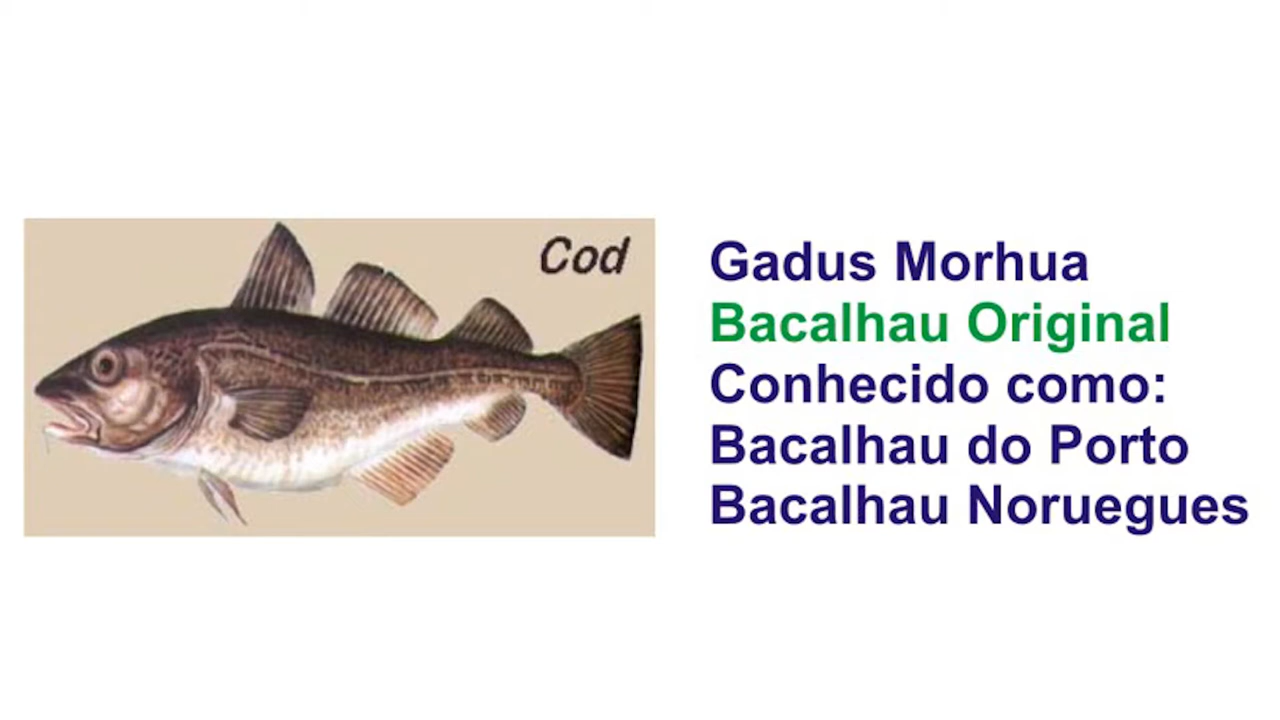 Cod
Gadus Morhua
Bacalhau Original
Conhecido como:
Bacalhau do Porto
Bacalhau Noruegues